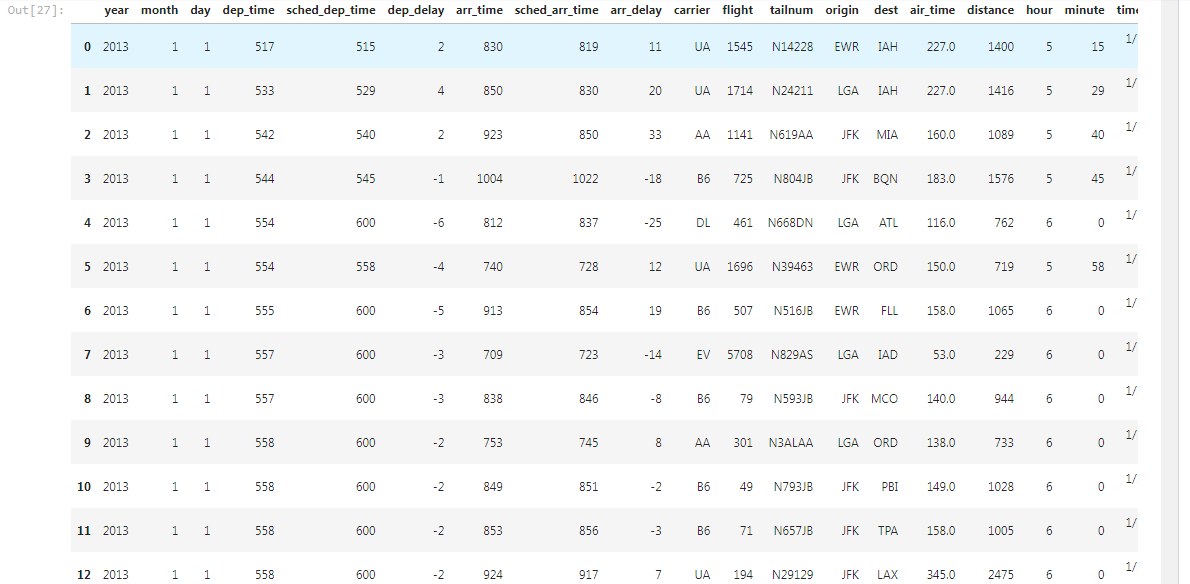 Out[27]: year month day dep_time sched_dep_time dep_delay arr_time sched_arr_time arr_delay carrier flight tailnum origin dest air_time distance hour minute time
0 2013 1 1 517 515 2 830 819 11 UA 1545 N14228 EWR IAH 227.0 1400 5 15 1/
1 2013 1 1 533 529 4 850 830 20 UA 1714 N24211 LGA IAH 227.0 1416 5 29 1/
2 2013 1 1 542 540 2 923 850 33 AA 1141 N619AA JFK MIA 160.0 1089 5 40 1/
3 2013 1 1 544 545 -1 1004 1022 -18 B6 725 N804JB JFK BQN 183.0 1576 5 45 1/
4 2013 1 1 554 600 -6 812 837 -25 DL 461 N668DN LGA ATL 116.0 762 6 0 1/
5 2013 1 1 554 558 -4 740 728 12 UA 1696 N39463 EWR ORD 150.0 719 5 58 1/
6 2013 1 1 555 600 -5 913 854 19 B6 507 N516JB EWR FLL 158.0 1065 6 0 1/
7 2013 1 1 557 600 -3 709 723 -14 EV 5708 N829AS LGA IAD 53.0 229 6 0 1/
8 2013 1 1 557 600 -3 838 846 -8 B6 79 N593JB JFK MCO 140.0 944 6 0 1/
9 2013 1 1 558 600 -2 753 745 8 AA 301 N3ALAA LGA ORD 138.0 733 6 0 1/
10 2013 1 1 558 600 -2 849 851 -2 B6 49 N793JB JFK PBI 149.0 1028 6 0 1/
11 2013 1 1 558 600 -2 853 856 -3 B6 71 N657JB JFK TPA 158.0 1005 6 0 1/
12 2013 1 1 558 600 -2 924 917 7 UA 194 N29129 JFK LAX 345.0 2475 6 0 1/